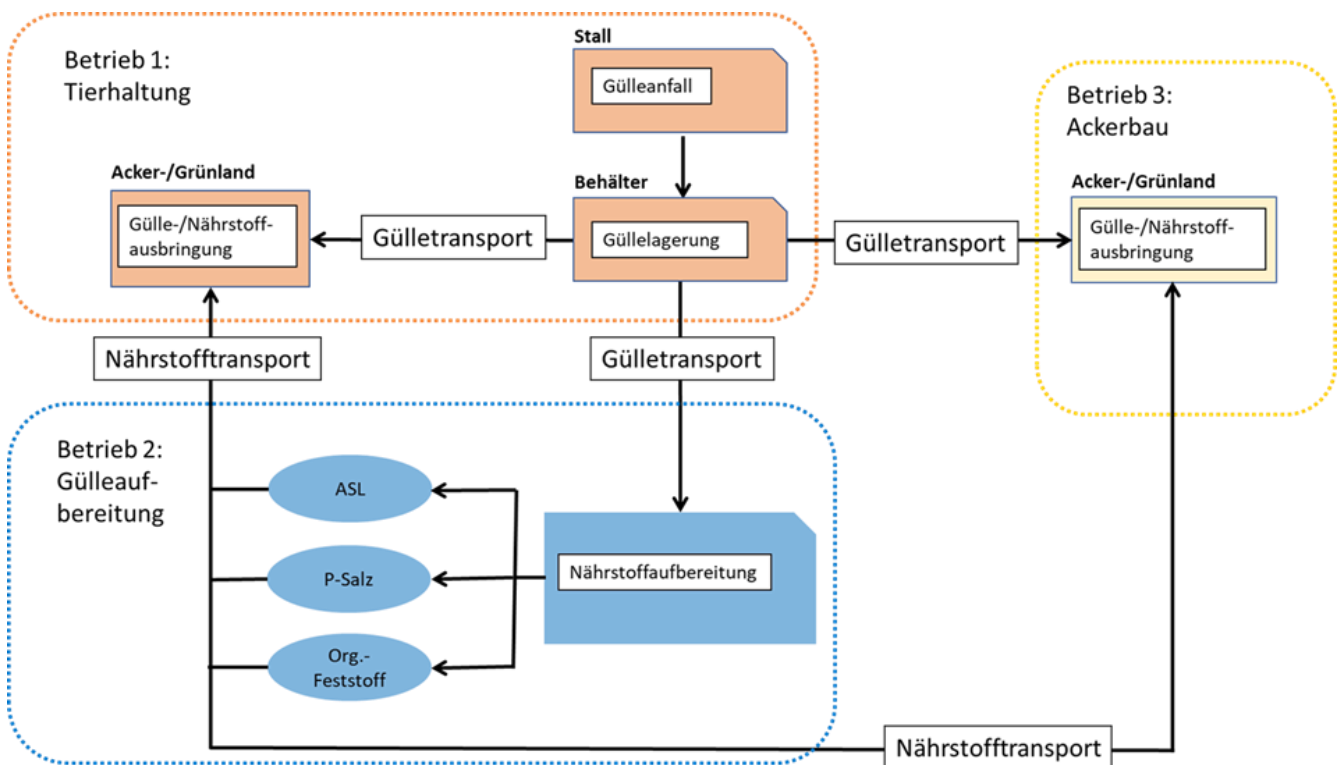 Betrieb 1:
Tierhaltung
Stall
Gülleanfall
Betrieb 3:
Ackerbau
Acker-/Grünland
Gülle-/Nährstoff-
ausbringung
Gülletransport
Behälter
Güllelagerung
Gülletransport
Acker-/Grünland
Gülle-/Nährstoff-
ausbringung
Nährstofftransport
Gülletransport
Betrieb 2:
Gülleauf-
bereitung
ASL
P-Salz
Org.-
Feststoff
Nährstoffaufbereitung
Nährstofftransport